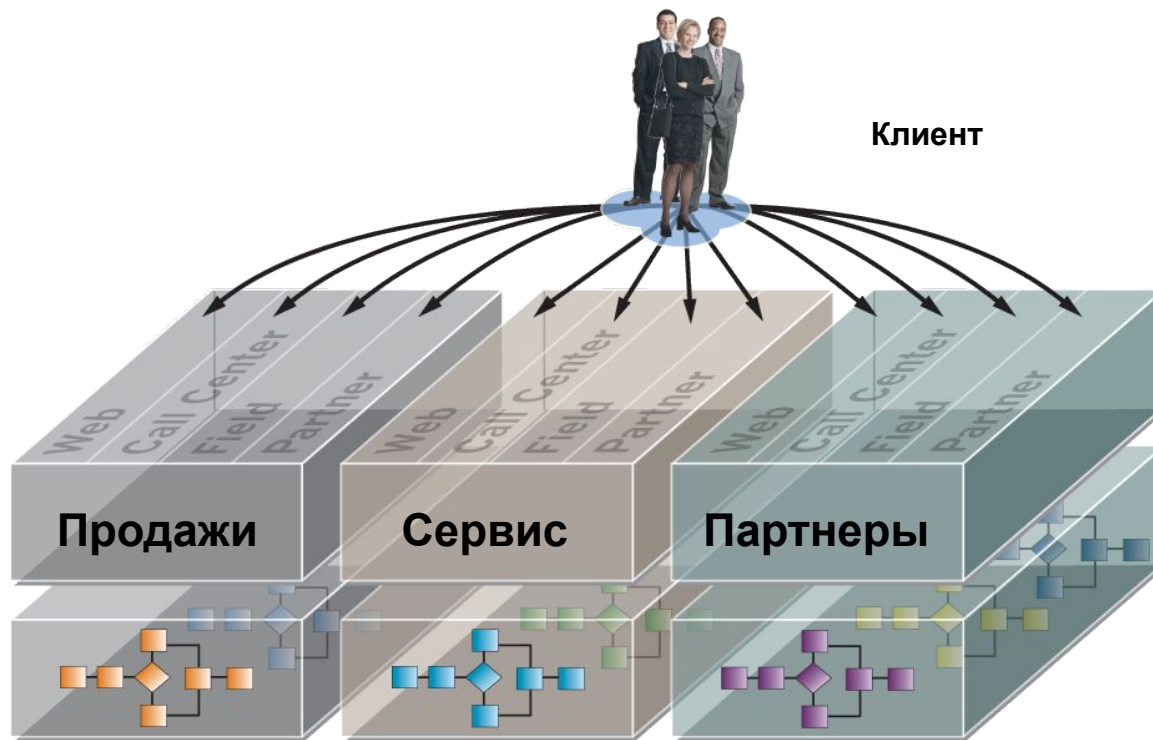 Клиент
Web
Call Center
Field
Partner
Web
Call Center
Field
Partner
Web
Call Center
Field
Partner
Продажи
Сервис
Партнеры